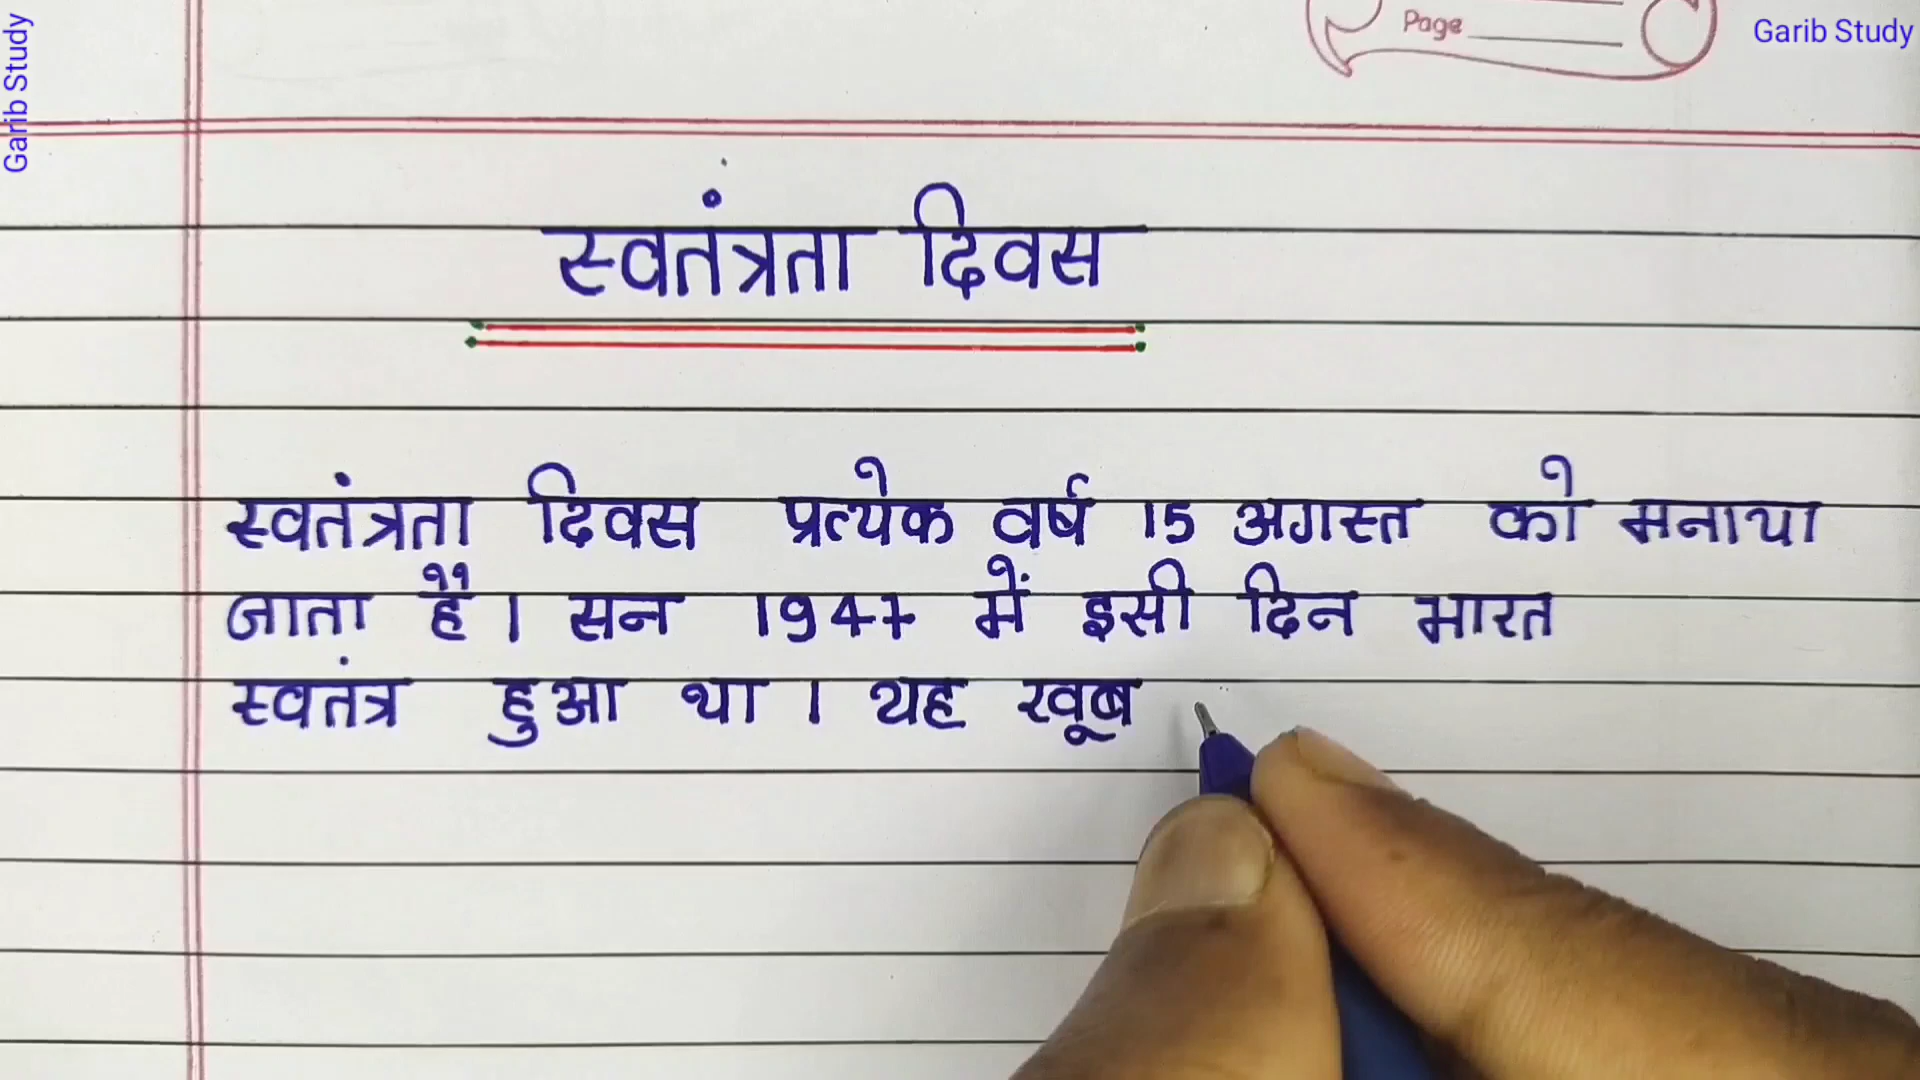 Garib Study
Page
Garib Study
स्वतंत्रता दिवस
स्वतंत्रता दिवस प्रत्येक वर्ष 15 अगस्त को मनाया
जाता है। सन 1947 में इसी दिन भारत
स्वतंत्र हुआ था। यह खूब